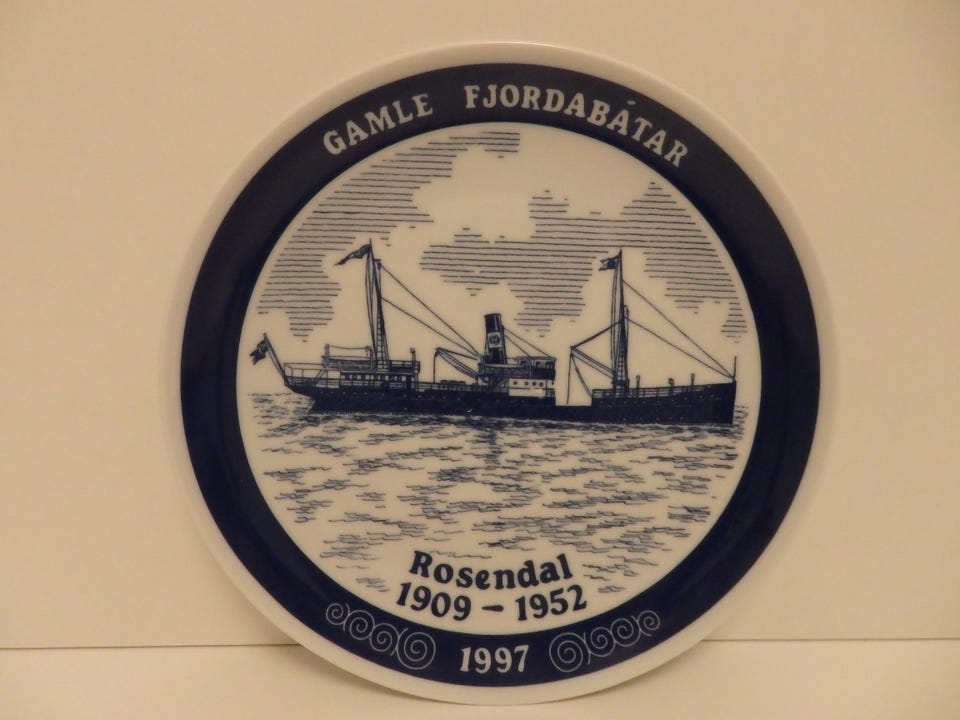 GAMLE FJORDABÅTAR
Rosendal
1909 - 1952
1997